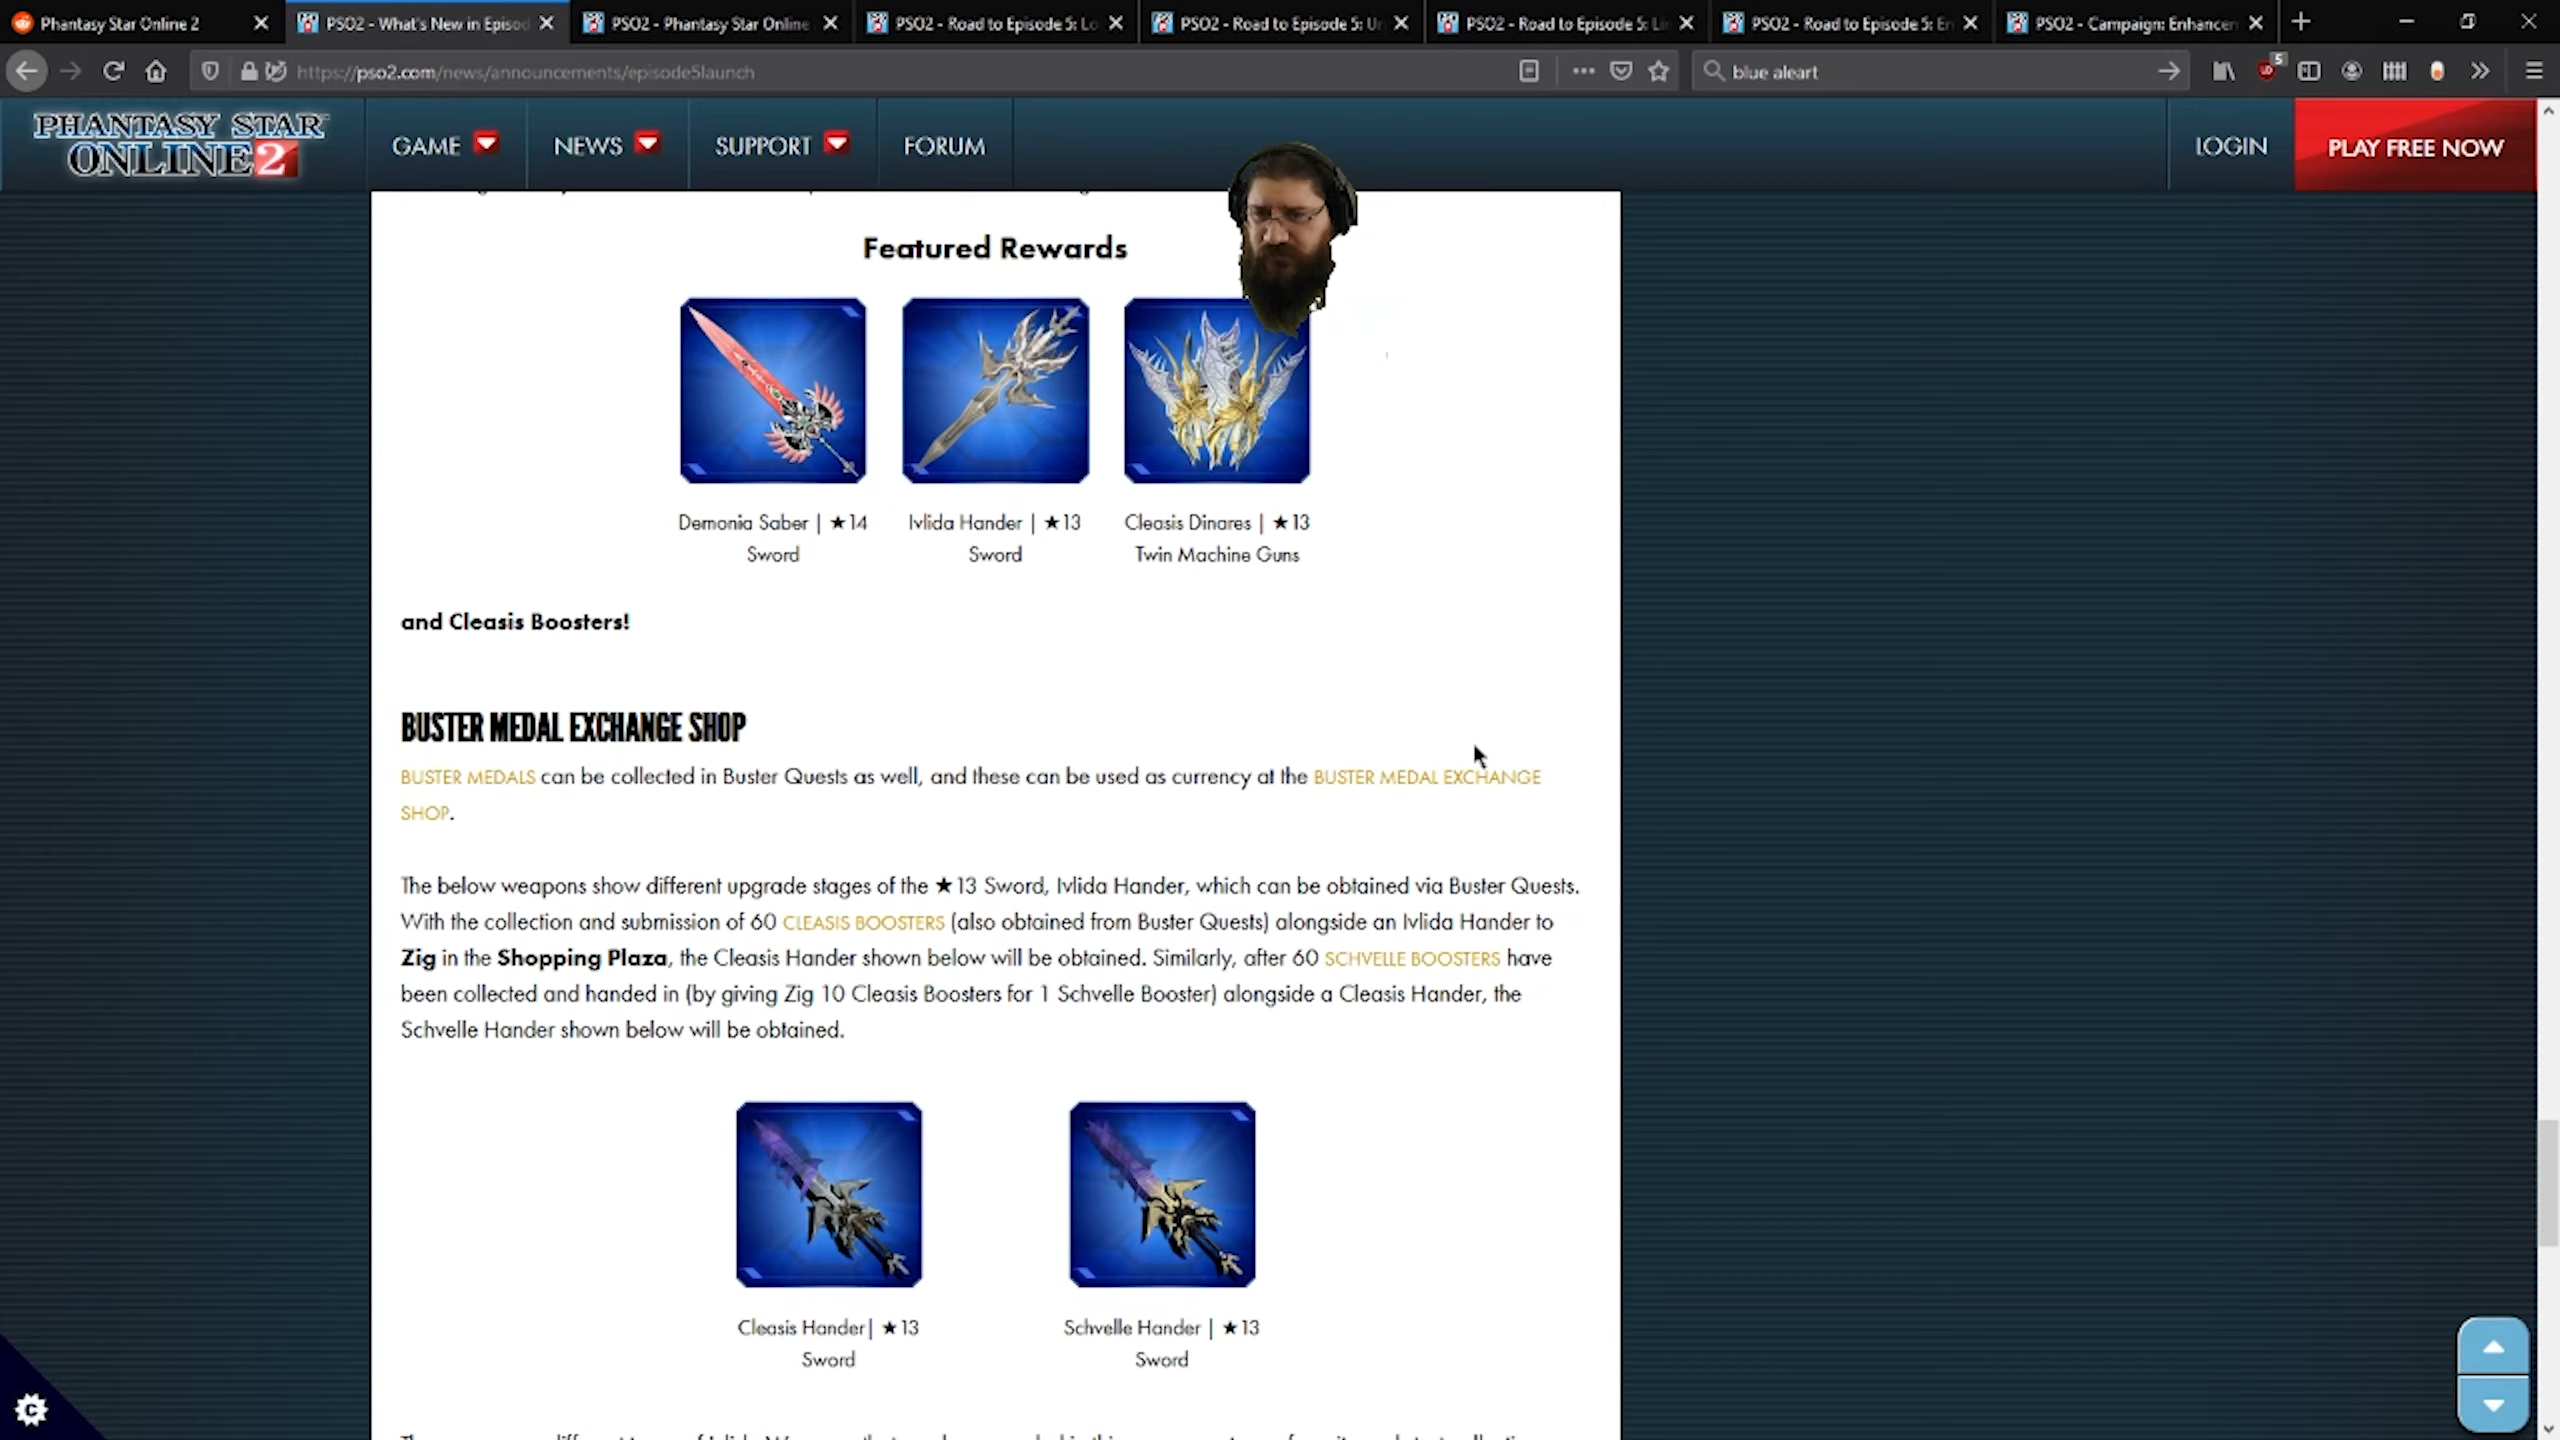 Phantasy Star Online 2
PSO2 - What's New in Episod
PSO2 - Phantasy Star Online
PSO2 - Road to Episode 5: Lo
PSO2 - Road to Episode 5: Un
PSO2 - Road to Episode 5: Lin
PSO2 - Road to Episode 5: En
PSO2 - Campaign: Enhancem
https://pso2.com/news/announcements/episode5launch
blue aleart
5
PHANTASY STAR
ONLINE 2
GAME
NEWS
SUPPORT
FORUM
LOGIN
PLAY FREE NOW
Featured Rewards
Demonia Saber | ★14
Sword
Ivlida Hander | ★13
Sword
Cleasis Dinares | ★13
Twin Machine Guns
and Cleasis Boosters!
BUSTER MEDAL EXCHANGE SHOP
BUSTER MEDALS can be collected in Buster Quests as well, and these can be used as currency at the BUSTER MEDAL EXCHANGE
SHOP.
The below weapons show different upgrade stages of the ★13 Sword, Ivlida Hander, which can be obtained via Buster Quests.
With the collection and submission of 60 CLEASIS BOOSTERS (also obtained from Buster Quests) alongside an Ivlida Hander to
Zig in the Shopping Plaza, the Cleasis Hander shown below will be obtained. Similarly, after 60 SCHVELLE BOOSTERS have
been collected and handed in (by giving Zig 10 Cleasis Boosters for 1 Schvelle Booster) alongside a Cleasis Hander, the
Schvelle Hander shown below will be obtained.
Cleasis Hander| ★13
Sword
Schvelle Hander | ★13
Sword